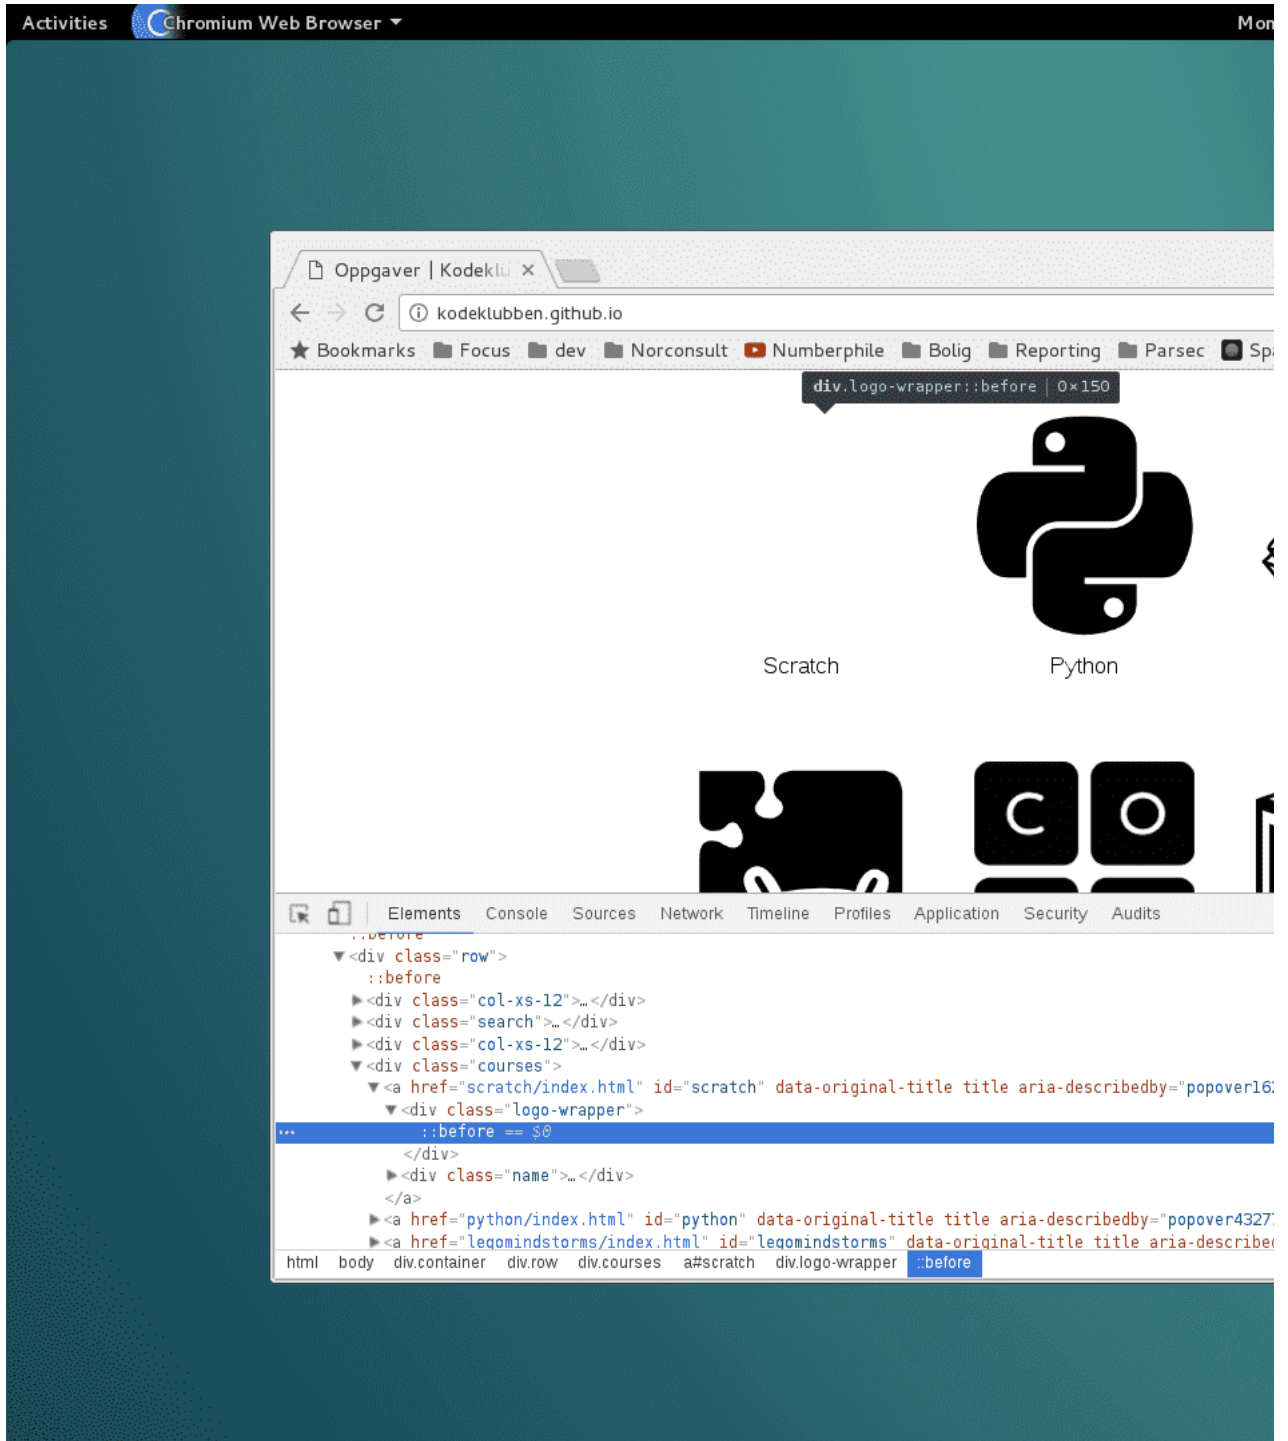 Activities Chromium Web Browser
Oppgaver | Kodeklu
kodeklubben.github.io
Bookmarks Focus dev Norconsult Numberphile Bolig Reporting Parsec
div.logo-wrapper::before | 0×150
Scratch Python
C O
Elements Console Sources Network Timeline Profiles Application Security Audits
::before
<div class="row">
::before
<div class="col-xs-12">…</div>
<div class="search">…</div>
<div class="col-xs-12">…</div>
<div class="courses">
<a href="scratch/index.html" id="scratch" data-original-title title aria-describedby="popover162
<div class="logo-wrapper">
::before == $0
</div>
<div class="name">…</div>
</a>
<a href="python/index.html" id="python" data-original-title title aria-describedby="popover4327
<a href="legomindstorms/index.html" id="legomindstorms" data-original-title title aria-describe
html body div.container div.row div.courses a#scratch div.logo-wrapper ::before